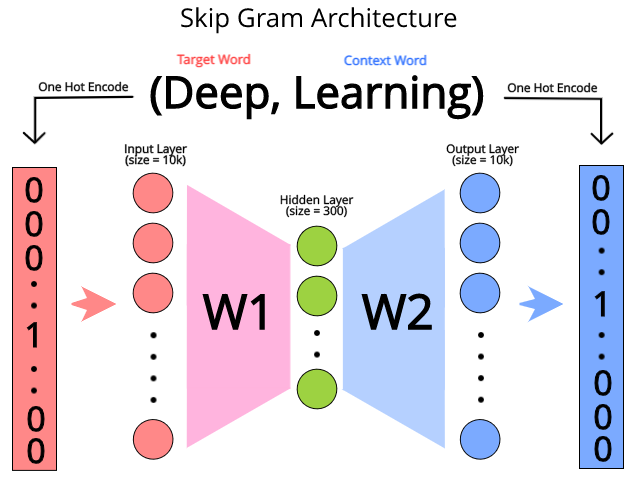 Skip Gram Architecture
Target Word
Context Word
(Deep, Learning)
One Hot Encode
One Hot Encode
Input Layer
(size = 10k)
Hidden Layer
(size = 300)
Output Layer
(size = 10k)
0
0
0
.
.
1
.
.
0
0
W1
W2
0
0
.
.
1
.
.
0
0
0